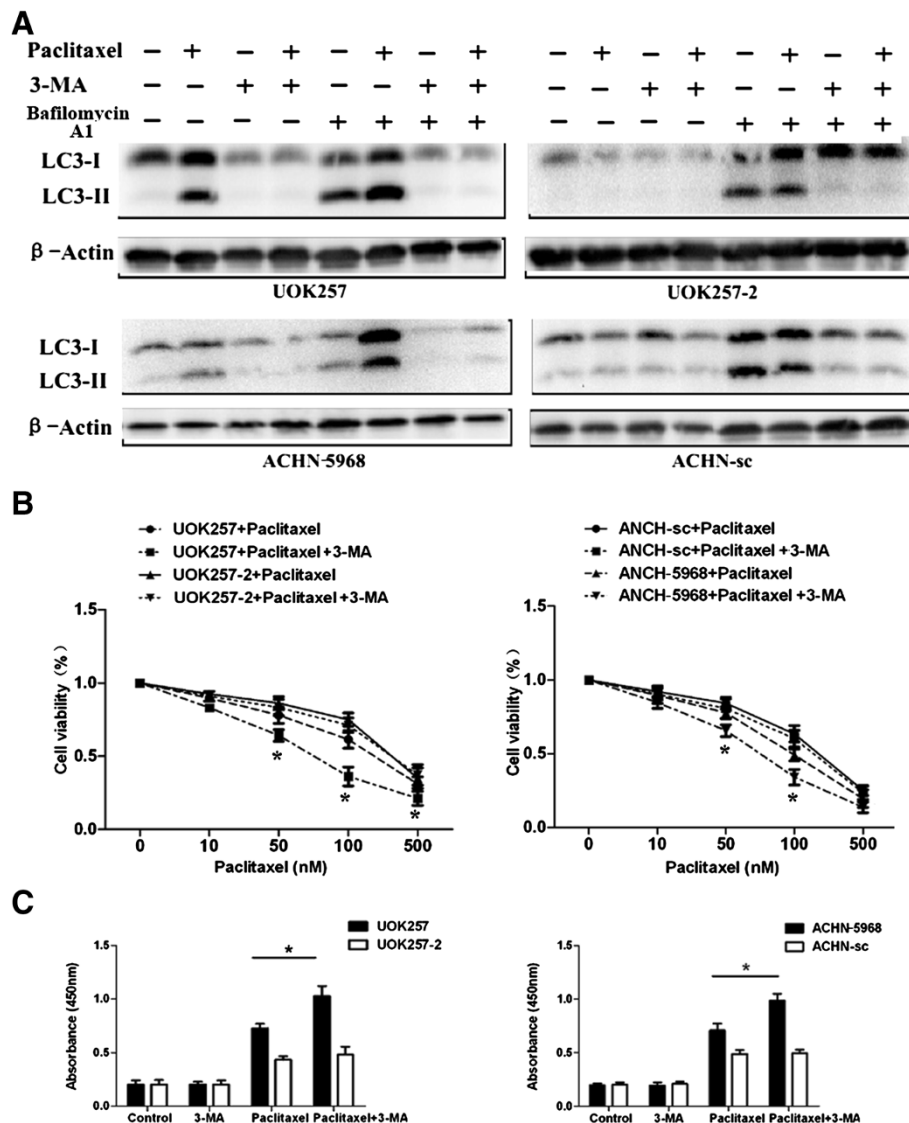 A
Paclitaxel − + − + − + − + − + − + − + − +
3-MA − − + + − − + + − − + + − − + +
Bafilomycin A1 − − − − + + + + − − − − + + + +
LC3-I
LC3-II
β-Actin
UOK257 UOK257-2
LC3-I
LC3-II
β-Actin
ACHN-5968 ACHN-sc
B
UOK257+Paclitaxel
UOK257+Paclitaxel+3-MA
UOK257-2+Paclitaxel
UOK257-2+Paclitaxel+3-MA
Cell viability (%)
1.5
1.0
0.5
0.0
* * *
0 10 50 100 500
Paclitaxel (nM)
ANCH-sc+Paclitaxel
ANCH-sc+Paclitaxel+3-MA
ANCH-5968+Paclitaxel
ANCH-5968+Paclitaxel+3-MA
Cell viability (%)
1.5
1.0
0.5
0.0
* *
0 10 50 100 500
Paclitaxel (nM)
C
UOK257
UOK257-2
Absorbance (450nm)
1.5
1.0
0.5
0.0
*
Control 3-MA Paclitaxel Paclitaxel+3-MA
ACHN-5968
ACHN-sc
Absorbance (450nm)
1.5
1.0
0.5
0.0
*
Control 3-MA Paclitaxel Paclitaxel+3-MA